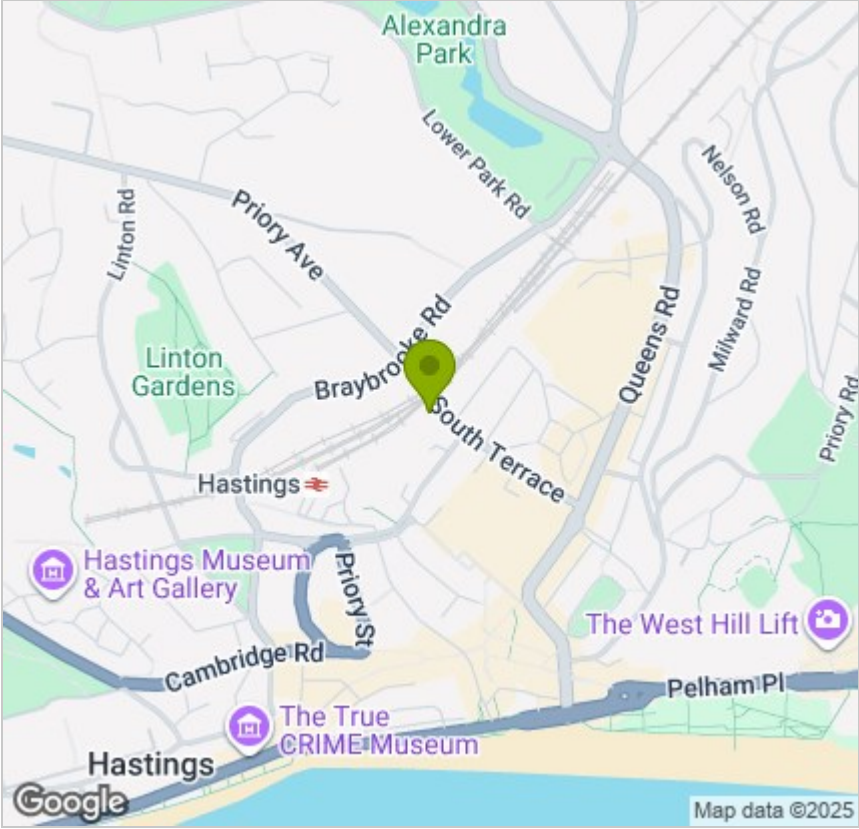 Alexandra
Park
Lower Park Rd
Nelson Rd
Linton Rd
Priory Ave
Milward Rd
Queens Rd
Braybrooke Rd
Linton
Gardens
Priory Rd
South Terrace
Hastings
Hastings Museum
& Art Gallery
Priory St
The West Hill Lift
Cambridge Rd
Pelham Pl
The True
CRIME Museum
Hastings
Google
Map data ©2025